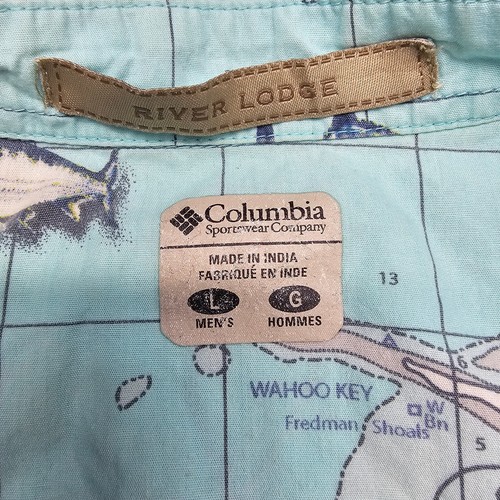 RIVER LODGE
Columbia
Sportswear Company
MADE IN INDIA
FABRIQUÉ EN INDE
L G
MEN'S HOMMES
13
6
WAHOO KEY
W
Bn
Fredman Shoals
5